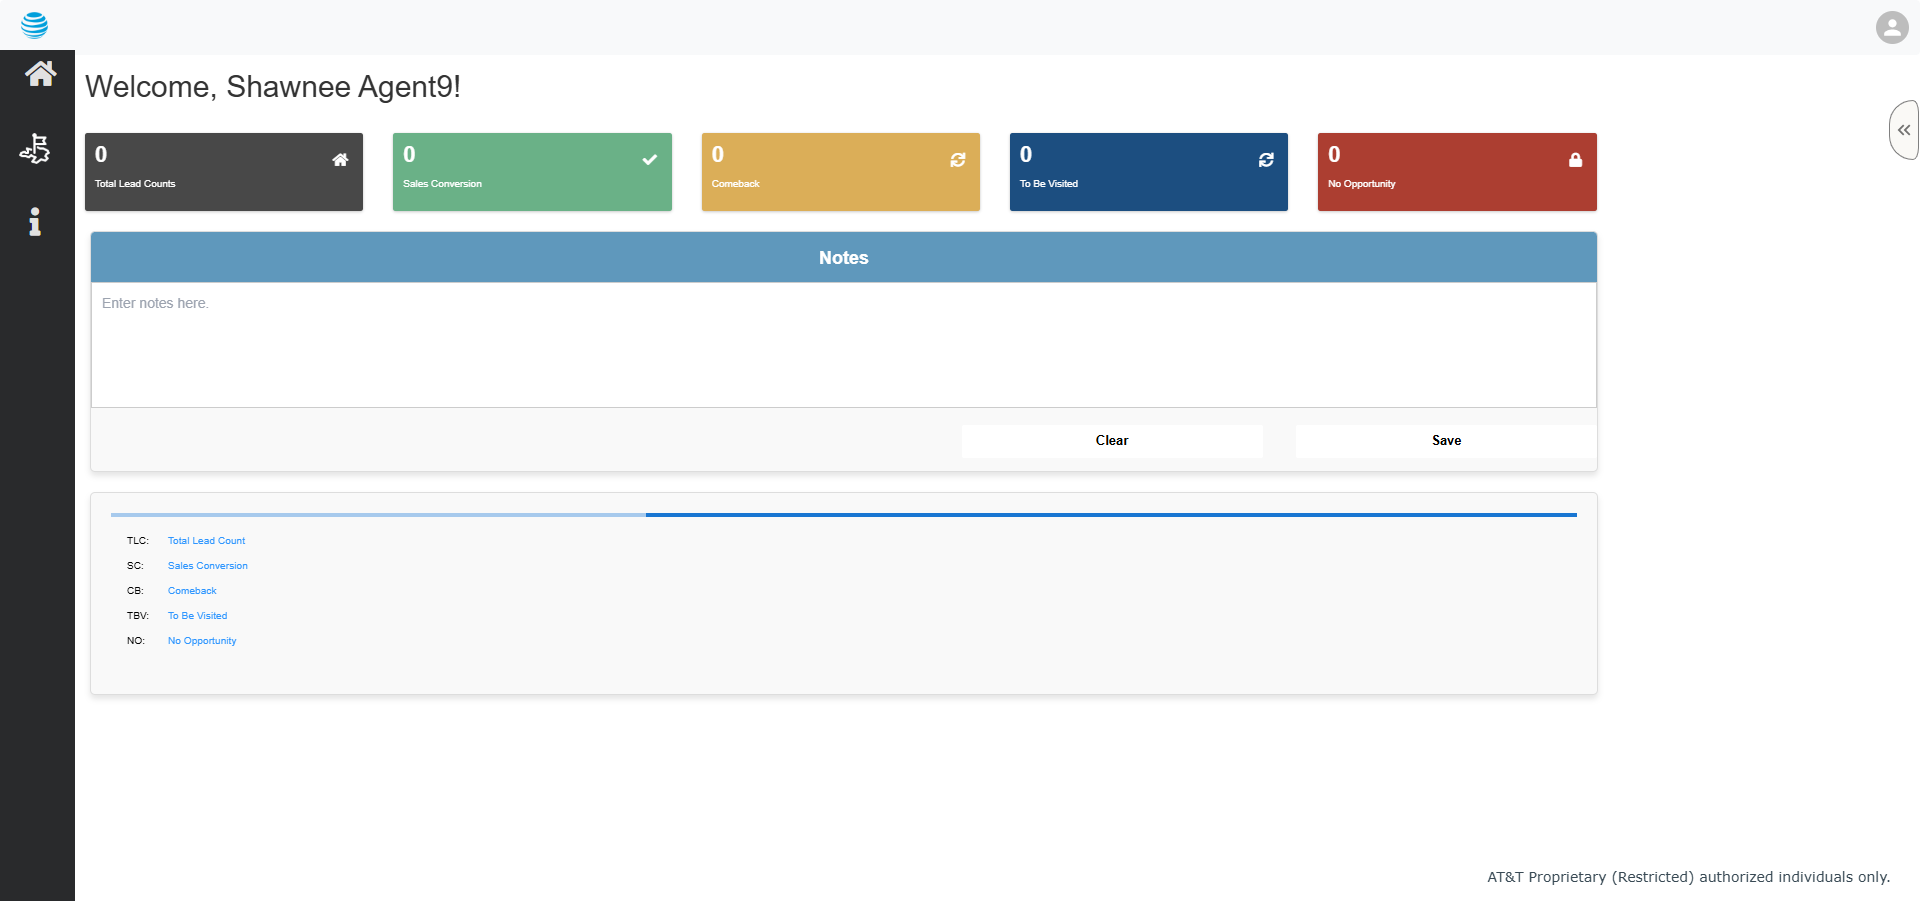 Welcome, Shawnee Agent9!
0
Total Lead Counts
0
Sales Conversion
0
Comeback
0
To Be Visited
0
No Opportunity
Notes
Enter notes here.
Clear
Save
TLC: Total Lead Count
SC: Sales Conversion
CB: Comeback
TBV: To Be Visited
NO: No Opportunity
AT&T Proprietary (Restricted) authorized individuals only.